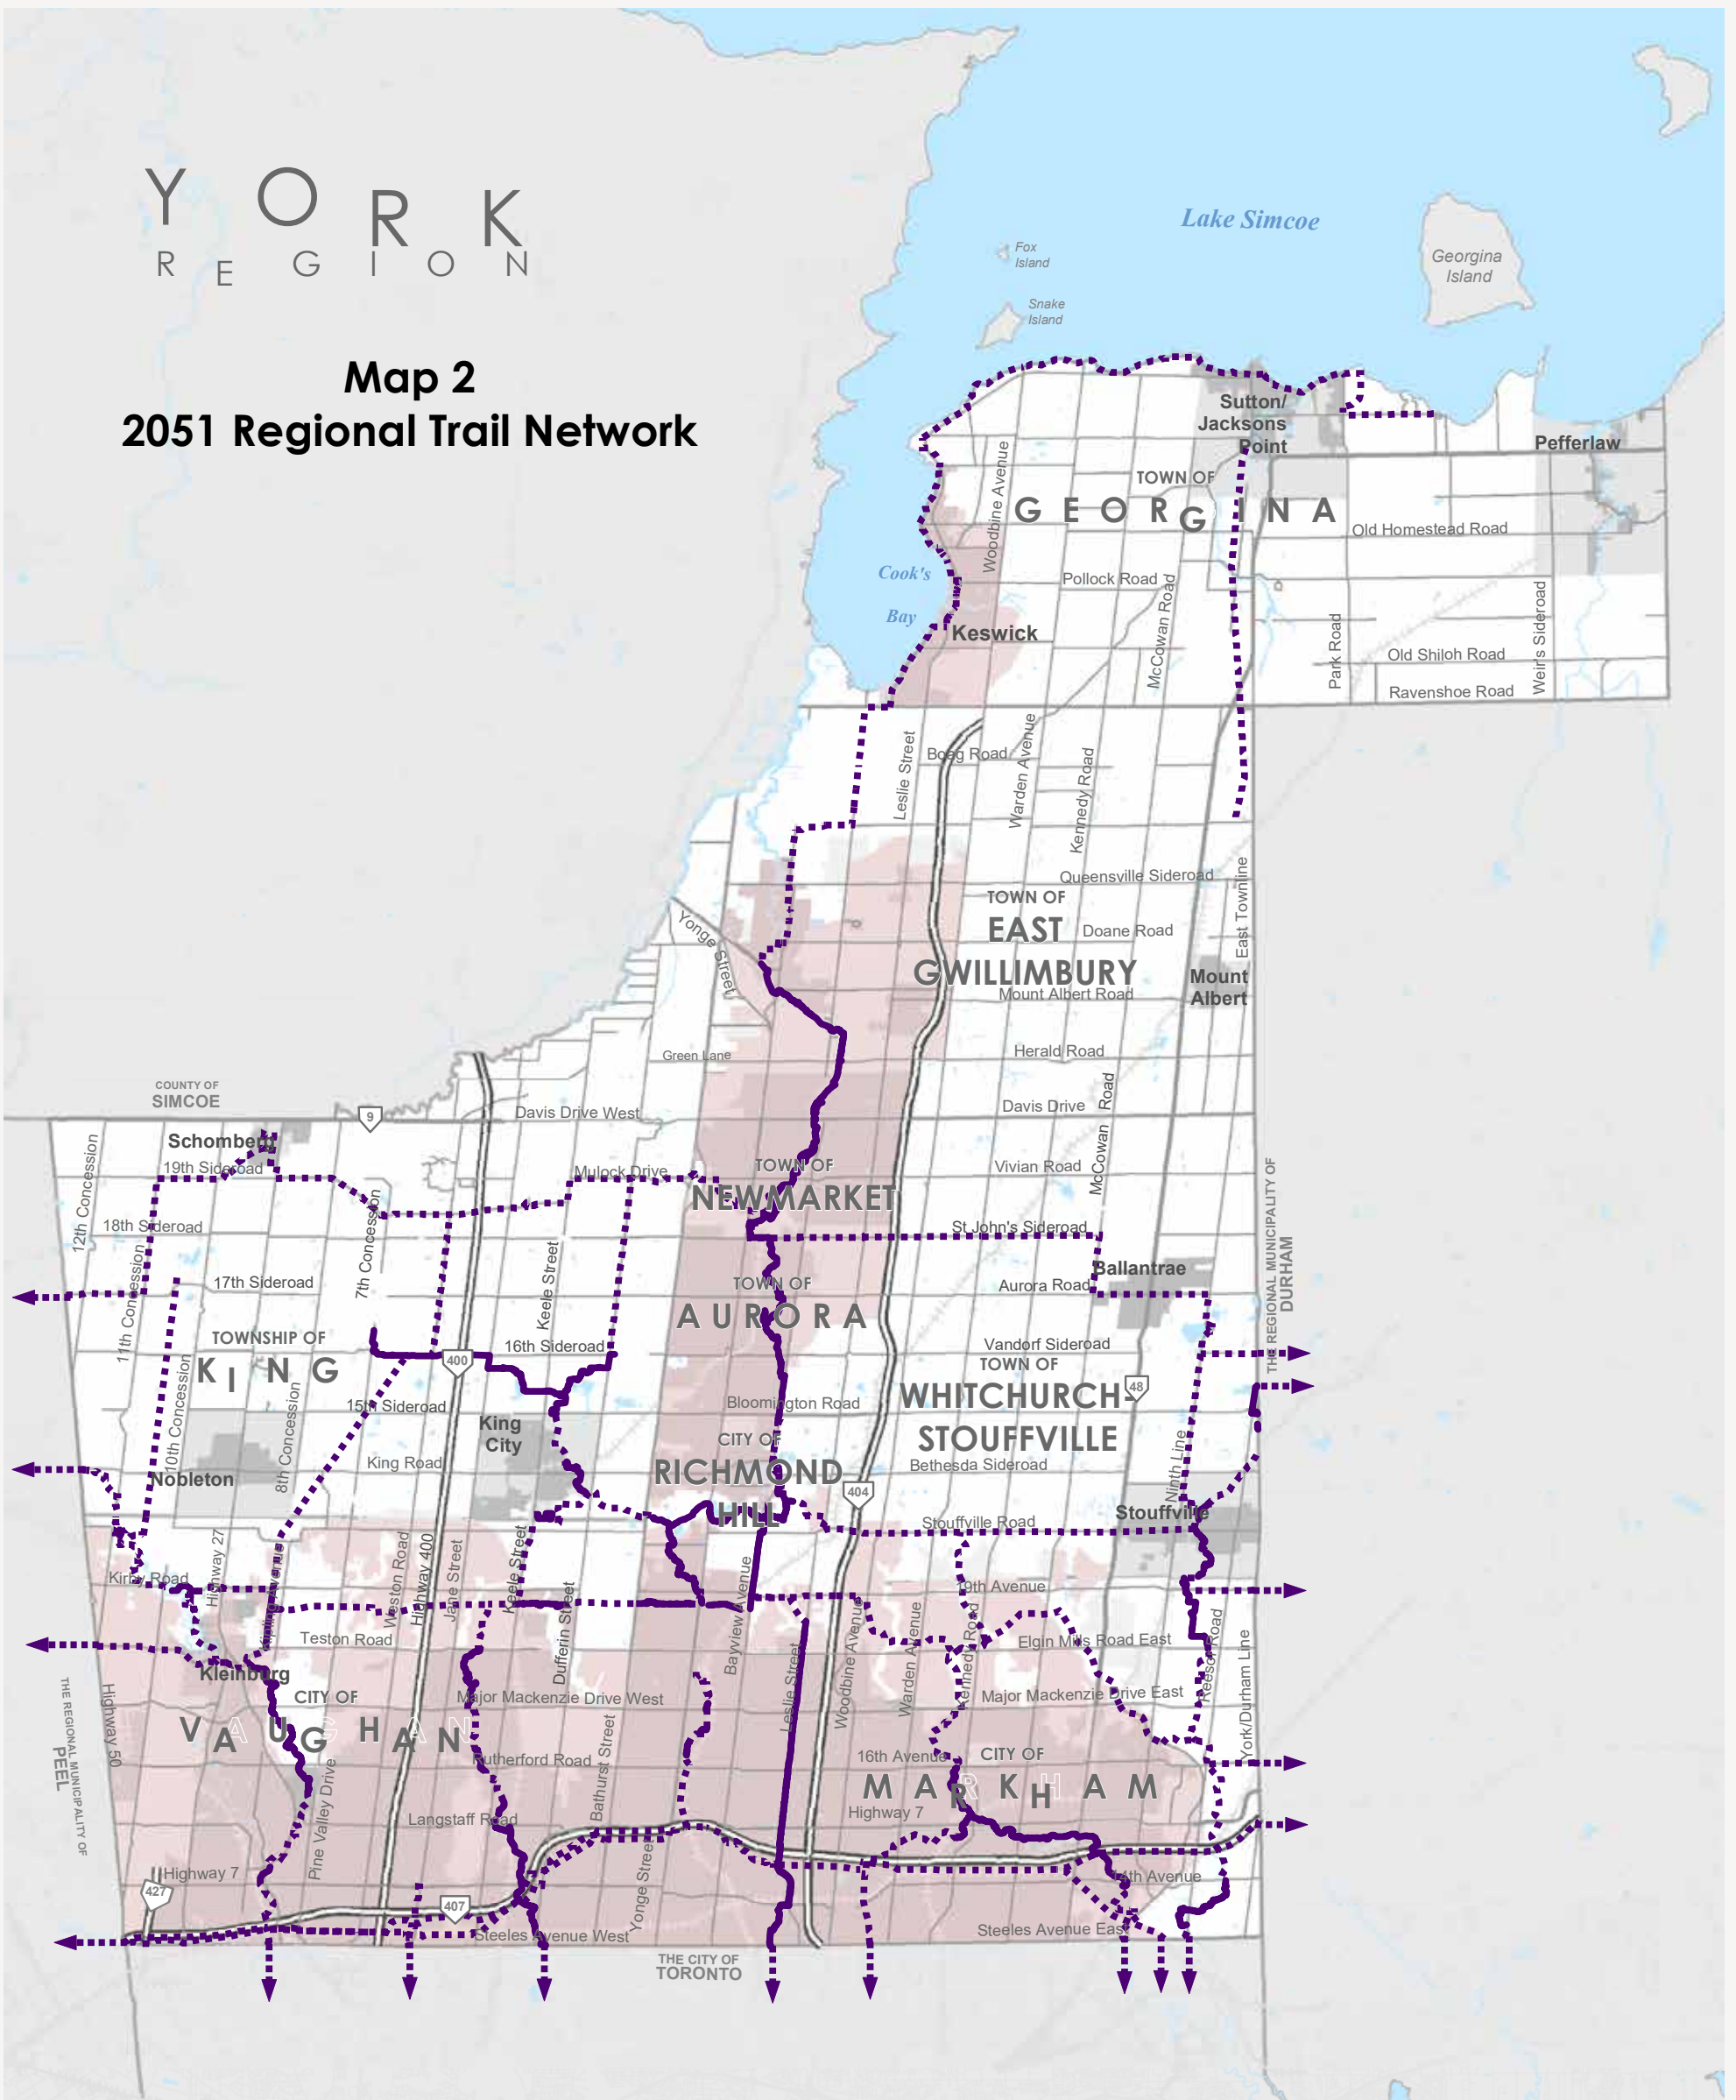 YORK
REGION
Map 2
2051 Regional Trail Network
Lake Simcoe
Fox
Island
Snake
Island
Georgina
Island
Sutton/
Jacksons
Point
Pefferlaw
TOWN OF
GEORGINA
Woodbine Avenue
Old Homestead Road
Cook's
Bay
Pollock Road
McCowan Road
Keswick
Park Road
Weir's Sideroad
Old Shiloh Road
Ravenshoe Road
Leslie Street
Boag Road
Warden Avenue
Kennedy Road
Queensville Sideroad
East Townline
TOWN OF
EAST
GWILLIMBURY
Doane Road
Yonge Street
Mount Albert Road
Mount
Albert
Green Lane
Herald Road
COUNTY OF
SIMCOE
9
Davis Drive West
Davis Drive
McCowan Road
Schomberg
19th Sideroad
12th Concession
Mulock Drive
TOWN OF
NEWMARKET
Vivian Road
18th Sideroad
7th Concession
St John's Sideroad
THE REGIONAL MUNICIPALITY OF
DURHAM
11th Concession
17th Sideroad
Keele Street
TOWN OF
AURORA
Aurora Road
Ballantrae
TOWNSHIP OF
KING
16th Sideroad
400
Vandorf Sideroad
TOWN OF
WHITCHURCH-
STOUFFVILLE
48
10th Concession
8th Concession
15th Sideroad
King
City
Bloomington Road
CITY OF
RICHMOND
HILL
Nobleton
King Road
Bethesda Sideroad
Ninth Line
404
Stouffville Road
Stouffville
Kirby Road
Highway 27
Kipling Avenue
Weston Road
Highway 400
Jane Street
Keele Street
Dufferin Street
Bayview Avenue
19th Avenue
Teston Road
Leslie Street
Woodbine Avenue
Warden Avenue
Kennedy Road
Elgin Mills Road East
Reesor Road
York/Durham Line
Kleinburg
THE REGIONAL MUNICIPALITY OF
PEEL
Highway 50
CITY OF
VAUGHAN
Major Mackenzie Drive West
Major Mackenzie Drive East
Rutherford Road
Bathurst Street
16th Avenue
CITY OF
MARKHAM
Pine Valley Drive
Langstaff Road
Highway 7
Yonge Street
Highway 7
14th Avenue
427
407
Steeles Avenue West
Steeles Avenue East
THE CITY OF
TORONTO